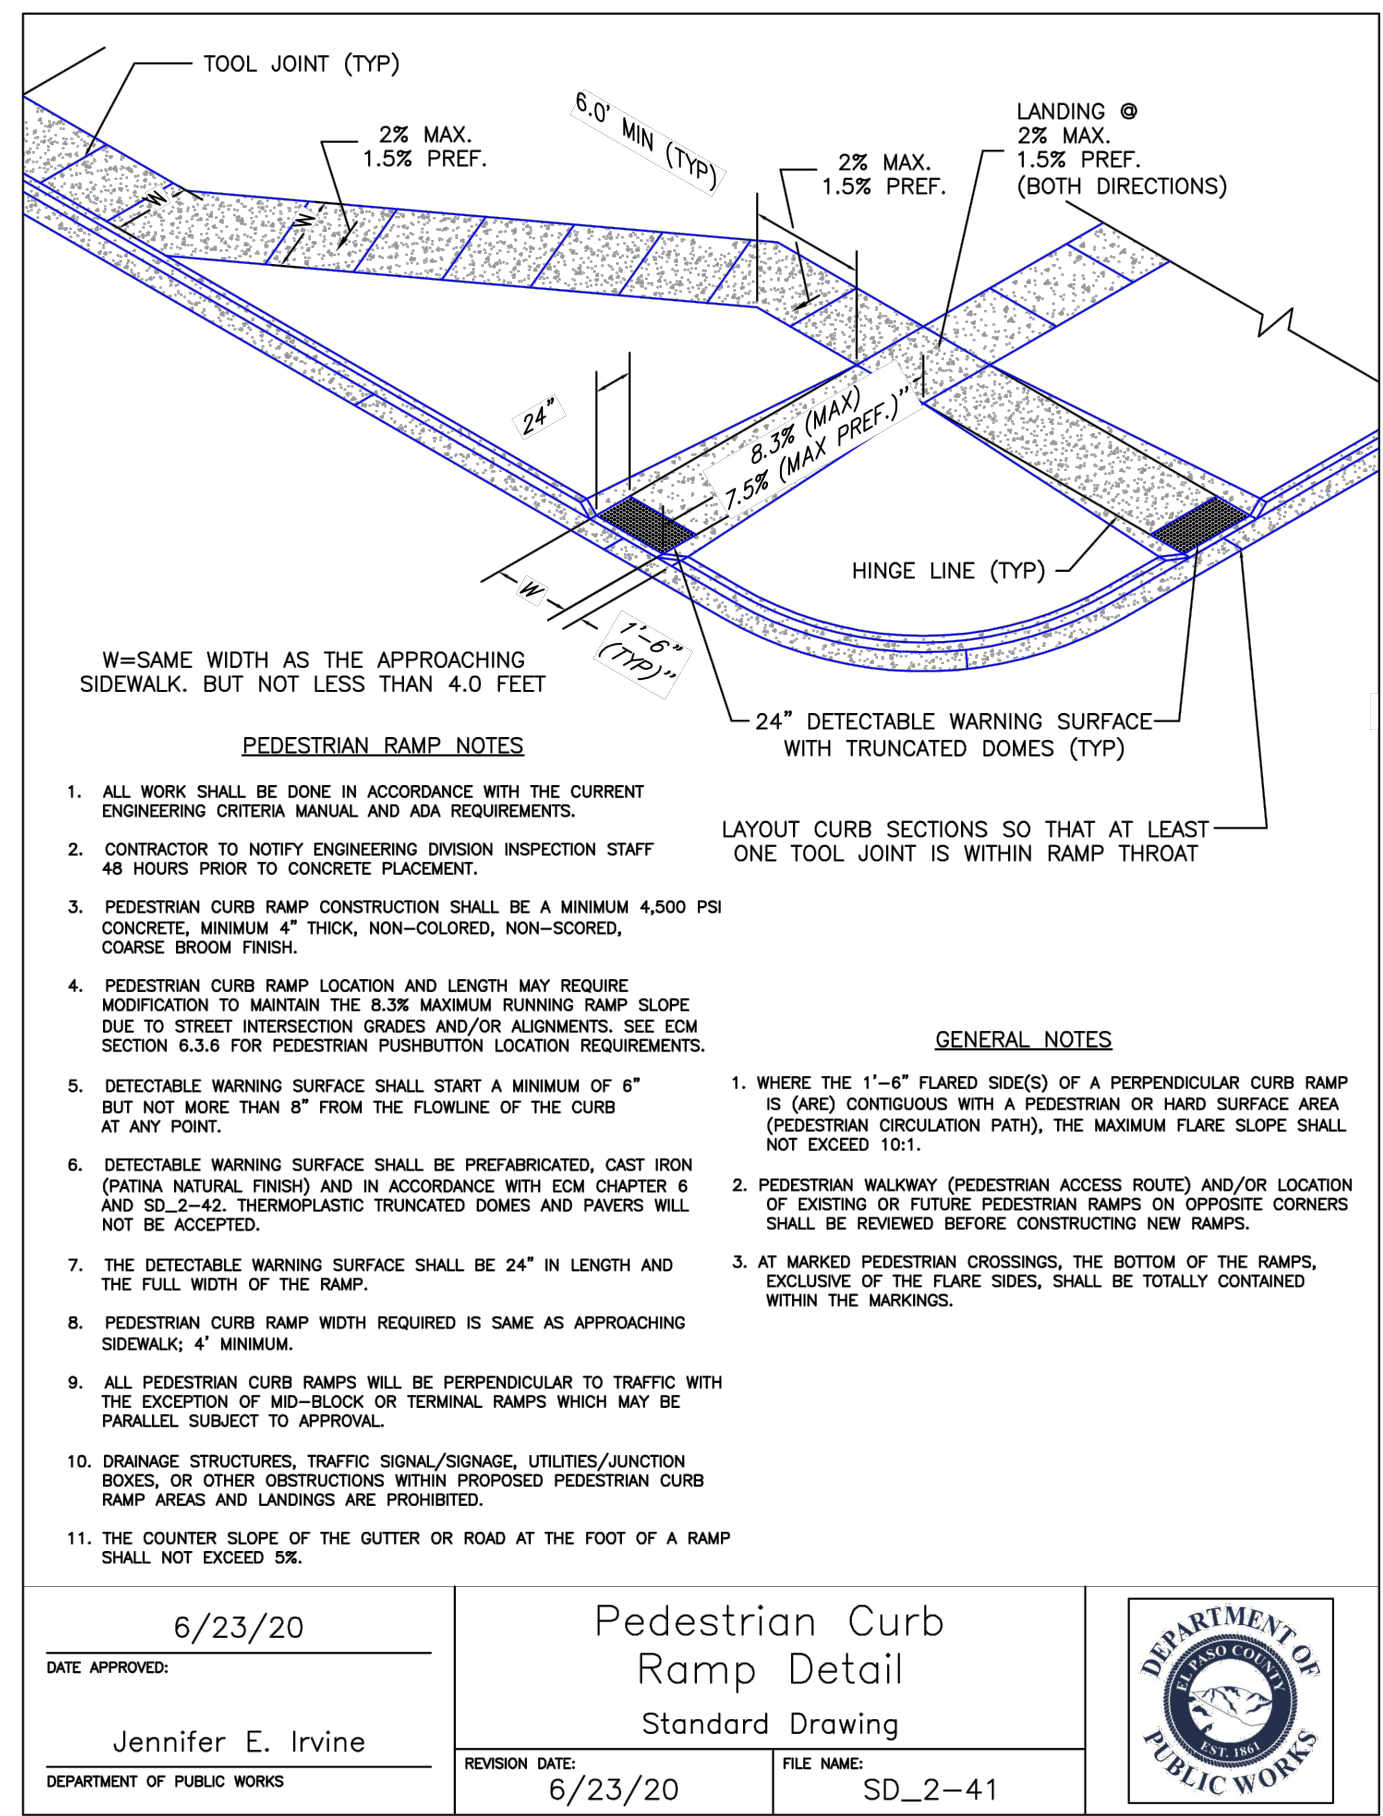 TOOL JOINT (TYP)
2% MAX.
1.5% PREF.
6.0' MIN (TYP)
2% MAX.
1.5% PREF.
LANDING @
2% MAX.
1.5% PREF.
(BOTH DIRECTIONS)
W
W
24"
8.3% (MAX)
7.5% (MAX PREF.)"
HINGE LINE (TYP)
W
1'-6"
(TYP)"
W=SAME WIDTH AS THE APPROACHING
SIDEWALK. BUT NOT LESS THAN 4.0 FEET
24" DETECTABLE WARNING SURFACE
WITH TRUNCATED DOMES (TYP)
LAYOUT CURB SECTIONS SO THAT AT LEAST
ONE TOOL JOINT IS WITHIN RAMP THROAT
PEDESTRIAN RAMP NOTES
1. ALL WORK SHALL BE DONE IN ACCORDANCE WITH THE CURRENT
ENGINEERING CRITERIA MANUAL AND ADA REQUIREMENTS.
2. CONTRACTOR TO NOTIFY ENGINEERING DIVISION INSPECTION STAFF
48 HOURS PRIOR TO CONCRETE PLACEMENT.
3. PEDESTRIAN CURB RAMP CONSTRUCTION SHALL BE A MINIMUM 4,500 PSI
CONCRETE, MINIMUM 4" THICK, NON-COLORED, NON-SCORED,
COARSE BROOM FINISH.
4. PEDESTRIAN CURB RAMP LOCATION AND LENGTH MAY REQUIRE
MODIFICATION TO MAINTAIN THE 8.3% MAXIMUM RUNNING RAMP SLOPE
DUE TO STREET INTERSECTION GRADES AND/OR ALIGNMENTS. SEE ECM
SECTION 6.3.6 FOR PEDESTRIAN PUSHBUTTON LOCATION REQUIREMENTS.
5. DETECTABLE WARNING SURFACE SHALL START A MINIMUM OF 6"
BUT NOT MORE THAN 8" FROM THE FLOWLINE OF THE CURB
AT ANY POINT.
6. DETECTABLE WARNING SURFACE SHALL BE PREFABRICATED, CAST IRON
(PATINA NATURAL FINISH) AND IN ACCORDANCE WITH ECM CHAPTER 6
AND SD_2-42. THERMOPLASTIC TRUNCATED DOMES AND PAVERS WILL
NOT BE ACCEPTED.
7. THE DETECTABLE WARNING SURFACE SHALL BE 24" IN LENGTH AND
THE FULL WIDTH OF THE RAMP.
8. PEDESTRIAN CURB RAMP WIDTH REQUIRED IS SAME AS APPROACHING
SIDEWALK; 4' MINIMUM.
9. ALL PEDESTRIAN CURB RAMPS WILL BE PERPENDICULAR TO TRAFFIC WITH
THE EXCEPTION OF MID-BLOCK OR TERMINAL RAMPS WHICH MAY BE
PARALLEL SUBJECT TO APPROVAL.
10. DRAINAGE STRUCTURES, TRAFFIC SIGNAL/SIGNAGE, UTILITIES/JUNCTION
BOXES, OR OTHER OBSTRUCTIONS WITHIN PROPOSED PEDESTRIAN CURB
RAMP AREAS AND LANDINGS ARE PROHIBITED.
11. THE COUNTER SLOPE OF THE GUTTER OR ROAD AT THE FOOT OF A RAMP
SHALL NOT EXCEED 5%.
GENERAL NOTES
1. WHERE THE 1'-6" FLARED SIDE(S) OF A PERPENDICULAR CURB RAMP
IS (ARE) CONTIGUOUS WITH A PEDESTRIAN OR HARD SURFACE AREA
(PEDESTRIAN CIRCULATION PATH), THE MAXIMUM FLARE SLOPE SHALL
NOT EXCEED 10:1.
2. PEDESTRIAN WALKWAY (PEDESTRIAN ACCESS ROUTE) AND/OR LOCATION
OF EXISTING OR FUTURE PEDESTRIAN RAMPS ON OPPOSITE CORNERS
SHALL BE REVIEWED BEFORE CONSTRUCTING NEW RAMPS.
3. AT MARKED PEDESTRIAN CROSSINGS, THE BOTTOM OF THE RAMPS,
EXCLUSIVE OF THE FLARE SIDES, SHALL BE TOTALLY CONTAINED
WITHIN THE MARKINGS.
6/23/20
DATE APPROVED:
Jennifer E. Irvine
DEPARTMENT OF PUBLIC WORKS
Pedestrian Curb
Ramp Detail
Standard Drawing
REVISION DATE:
6/23/20
FILE NAME:
SD_2-41
DEPARTMENT OF
EL PASO COUNTY
EST. 1861
PUBLIC WORKS